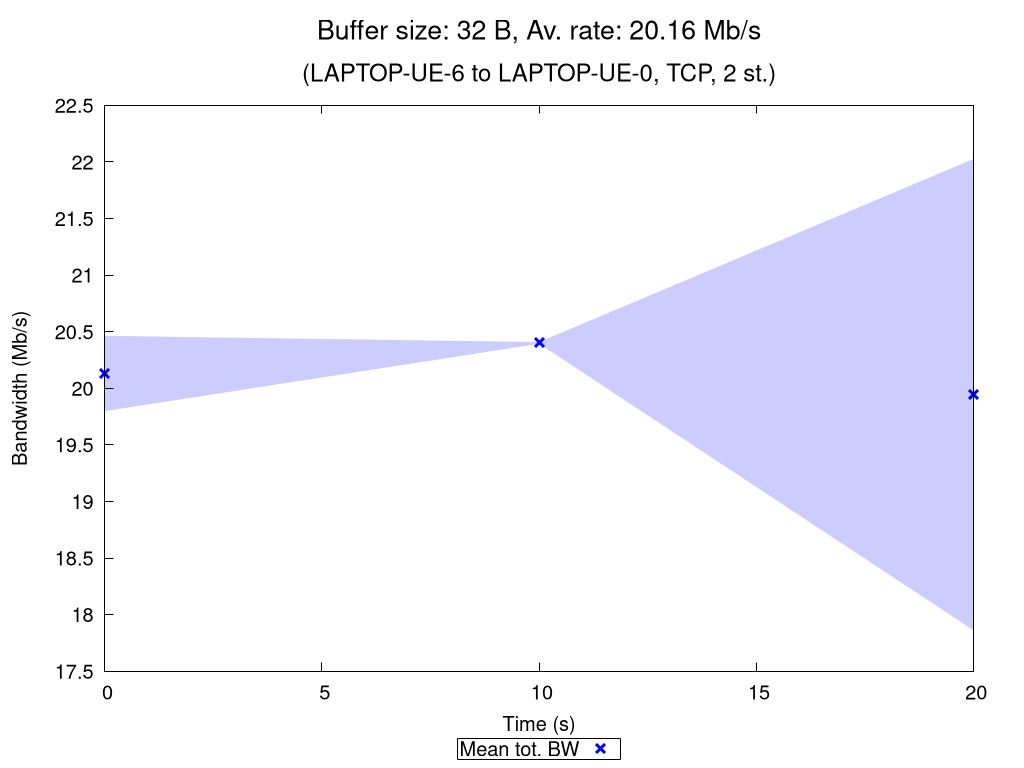 Buffer size: 32 B, Av. rate: 20.16 Mb/s
(LAPTOP-UE-6 to LAPTOP-UE-0, TCP, 2 st.)
22.5
22
21.5
21
20.5
20
19.5
19
18.5
18
17.5
Bandwidth (Mb/s)
0 5 10 15 20
Time (s)
Mean tot. BW